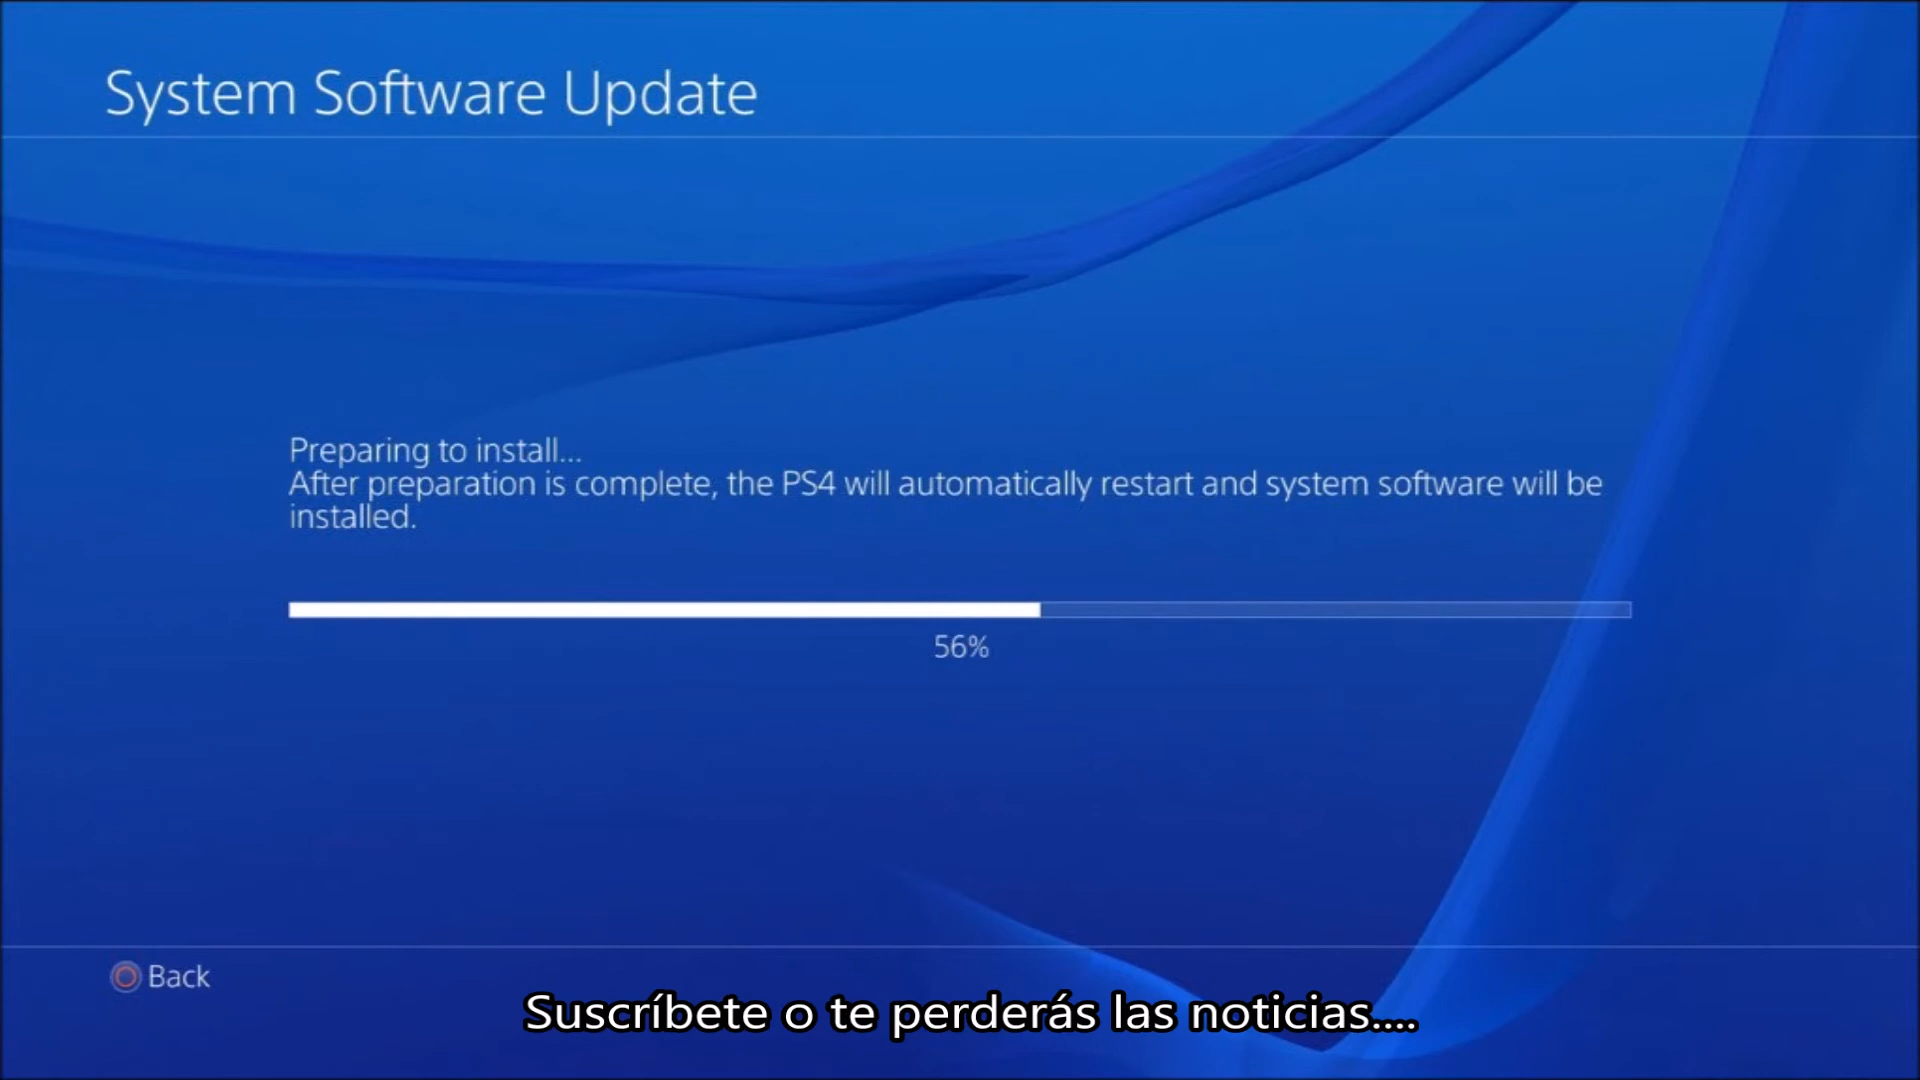 System Software Update
Preparing to install...
After preparation is complete, the PS4 will automatically restart and system software will be
installed.
56%
Back
Suscríbete o te perderás las noticias....